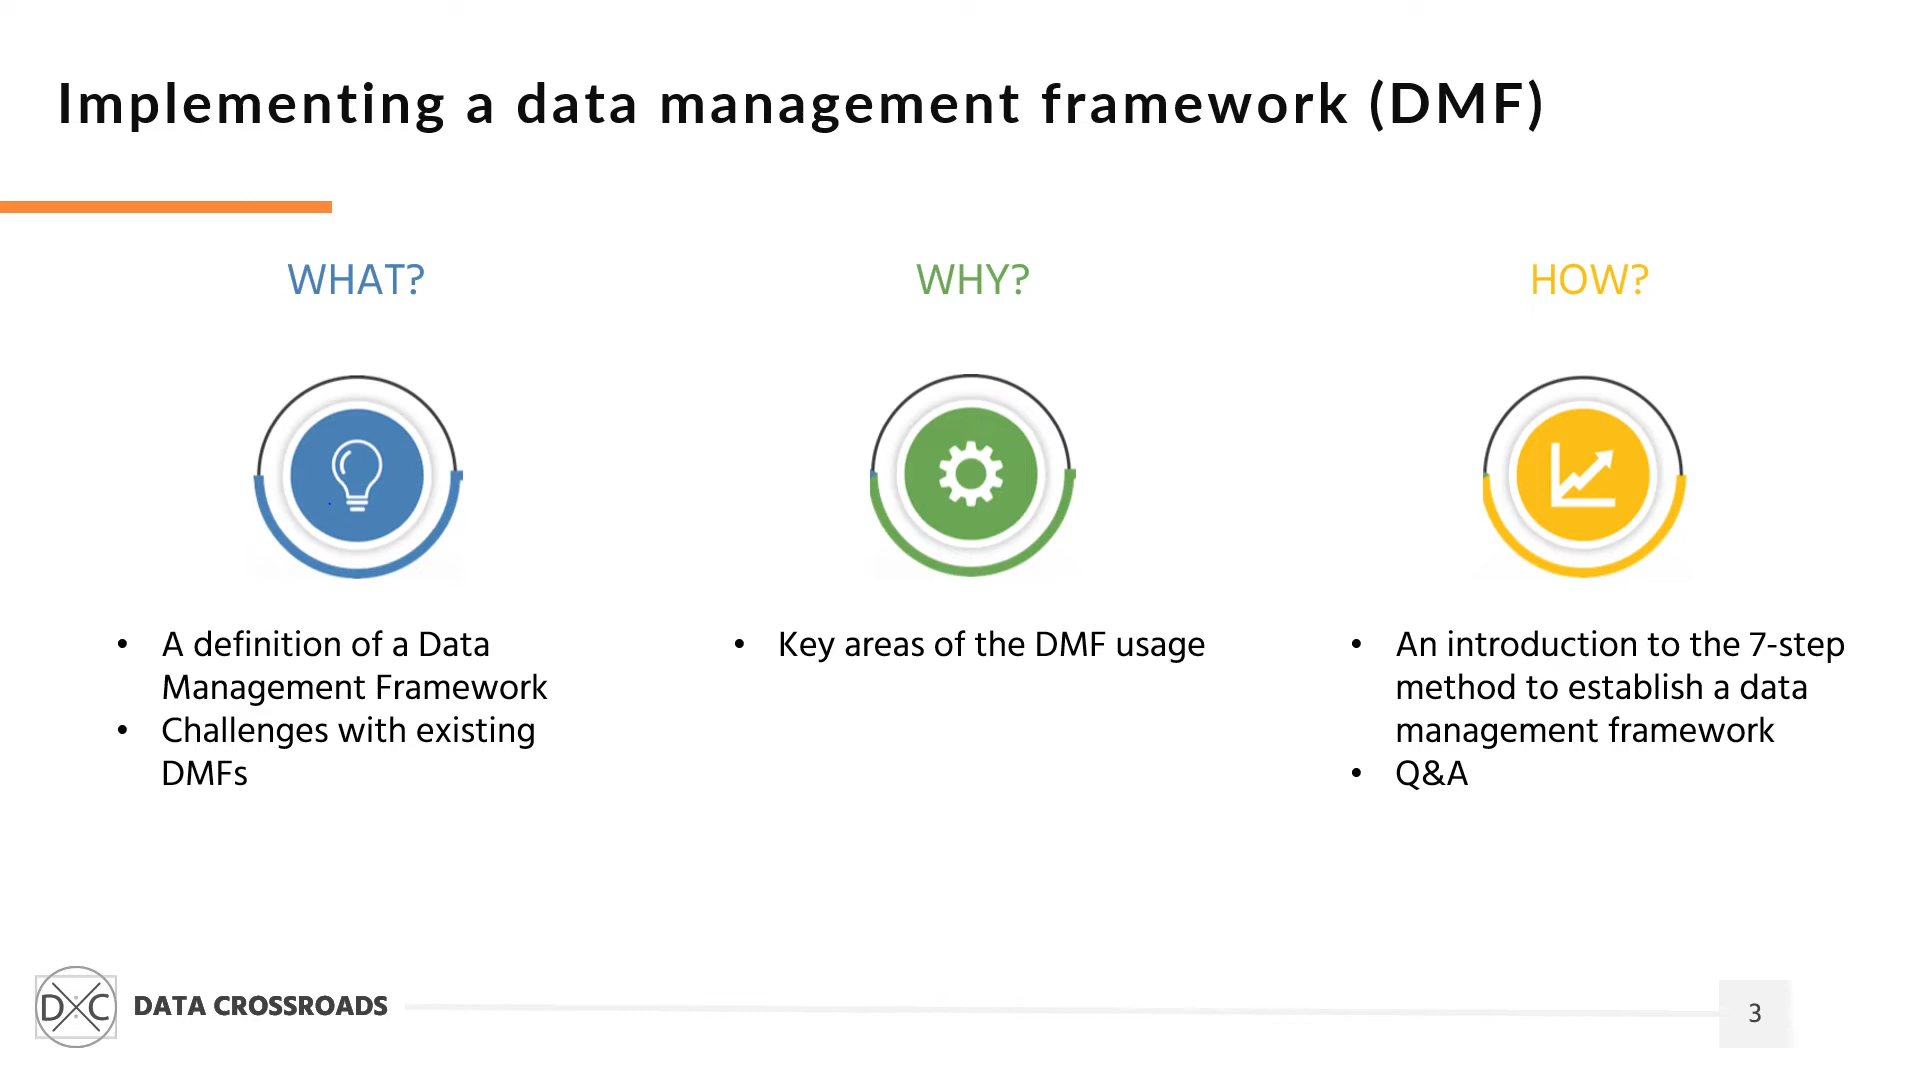 Implementing a data management framework (DMF)
WHAT?
• A definition of a Data
Management Framework
• Challenges with existing
DMFs
WHY?
• Key areas of the DMF usage
HOW?
• An introduction to the 7-step
method to establish a data
management framework
• Q&A
DXC DATA CROSSROADS
3